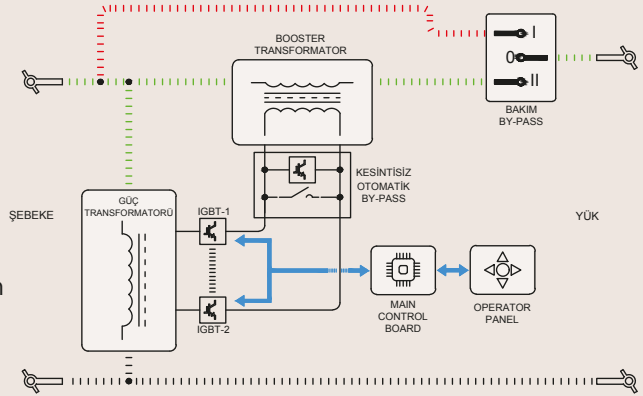 BOOSTER
TRANSFORMATOR
I
0
II
BAKIM
BY-PASS
KESİNTİSİZ
OTOMATİK
BY-PASS
GÜÇ
TRANSFORMATORÜ
IGBT-1
ŞEBEKE
YÜK
n
IGBT-2
MAIN
CONTROL
BOARD
OPERATOR
PANEL